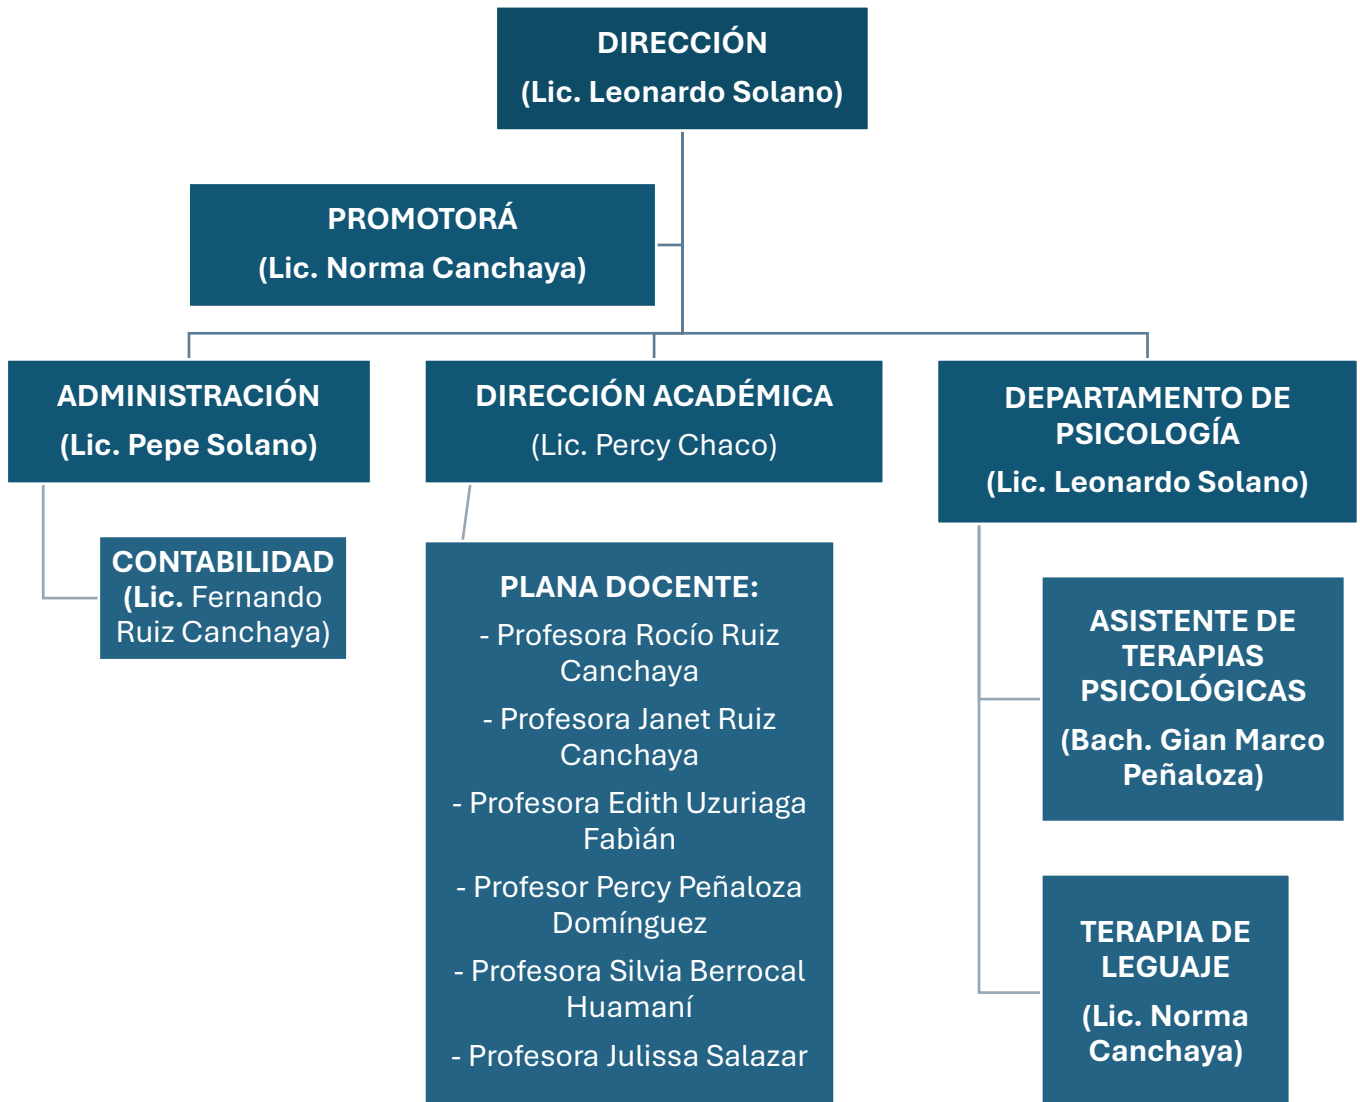 DIRECCIÓN
(Lic. Leonardo Solano)
PROMOTORÁ
(Lic. Norma Canchaya)
ADMINISTRACIÓN
(Lic. Pepe Solano)
DIRECCIÓN ACADÉMICA
(Lic. Percy Chaco)
DEPARTAMENTO DE
PSICOLOGÍA
(Lic. Leonardo Solano)
CONTABILIDAD
(Lic. Fernando
Ruiz Canchaya)
PLANA DOCENTE:
- Profesora Rocío Ruiz
Canchaya
- Profesora Janet Ruiz
Canchaya
- Profesora Edith Uzuriaga
Fabìán
- Profesor Percy Peñaloza
Domínguez
- Profesora Silvia Berrocal
Huamaní
- Profesora Julissa Salazar
ASISTENTE DE
TERAPIAS
PSICOLÓGICAS
(Bach. Gian Marco
Peñaloza)
TERAPIA DE
LEGUAJE
(Lic. Norma
Canchaya)